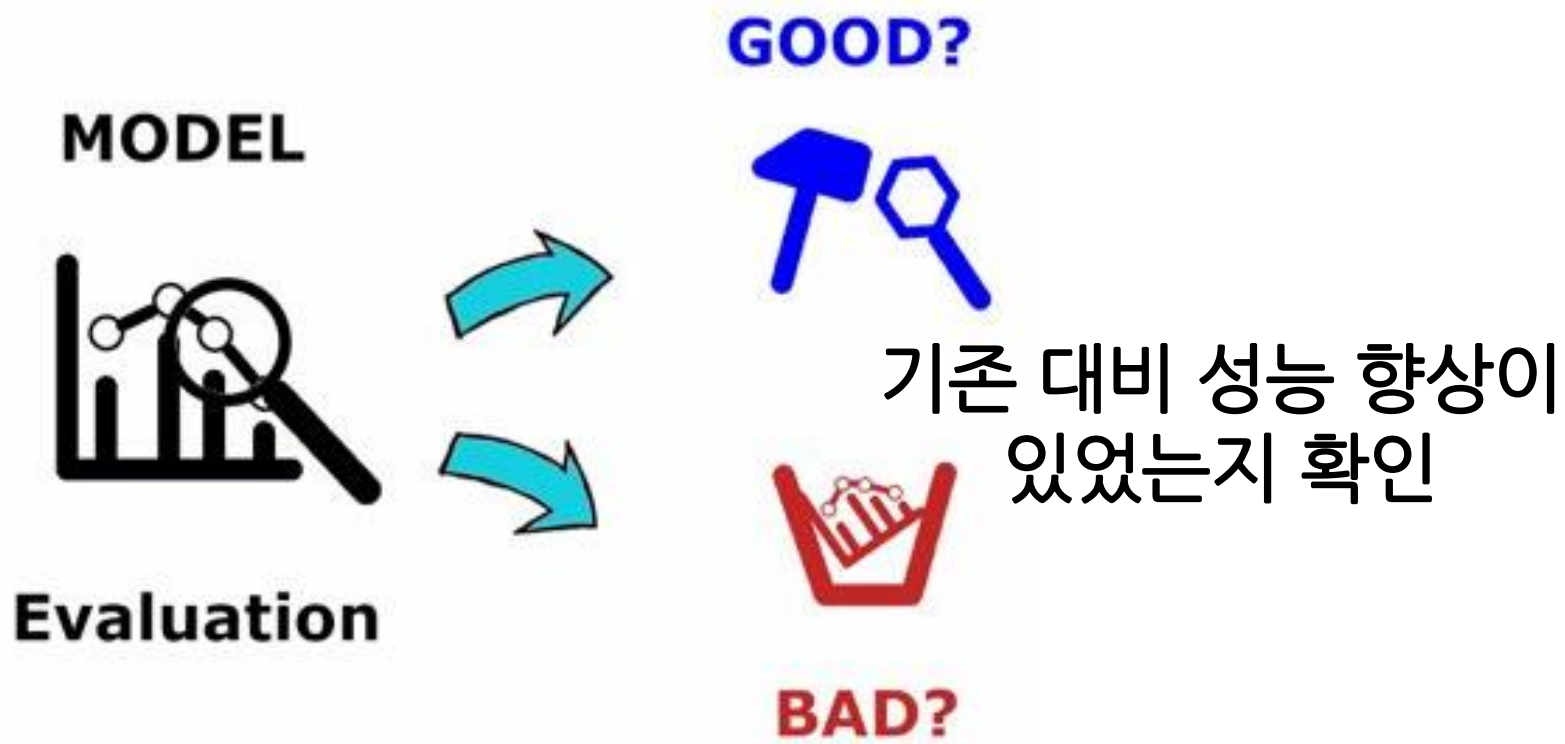 GOOD?
MODEL
기존 대비 성능 향상이
있었는지 확인
Evaluation
BAD?